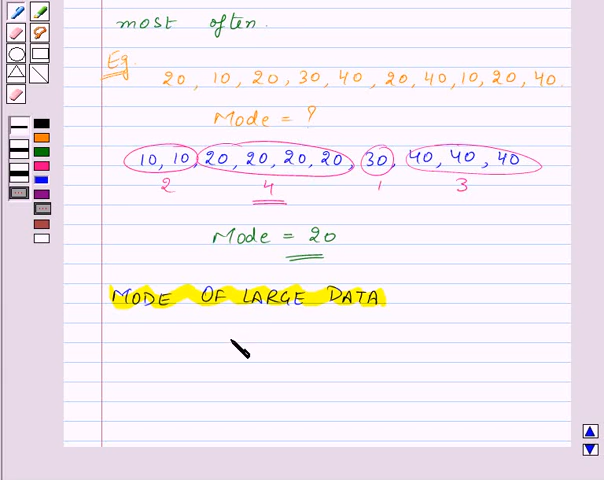 most often.
Eg.
20, 10, 20, 30, 40, 20, 40, 10, 20, 40.
Mode = ?
10, 10, 20, 20, 20, 20, 30, 40, 40, 40
2 4 1 3
Mode = 20
MODE OF LARGE DATA